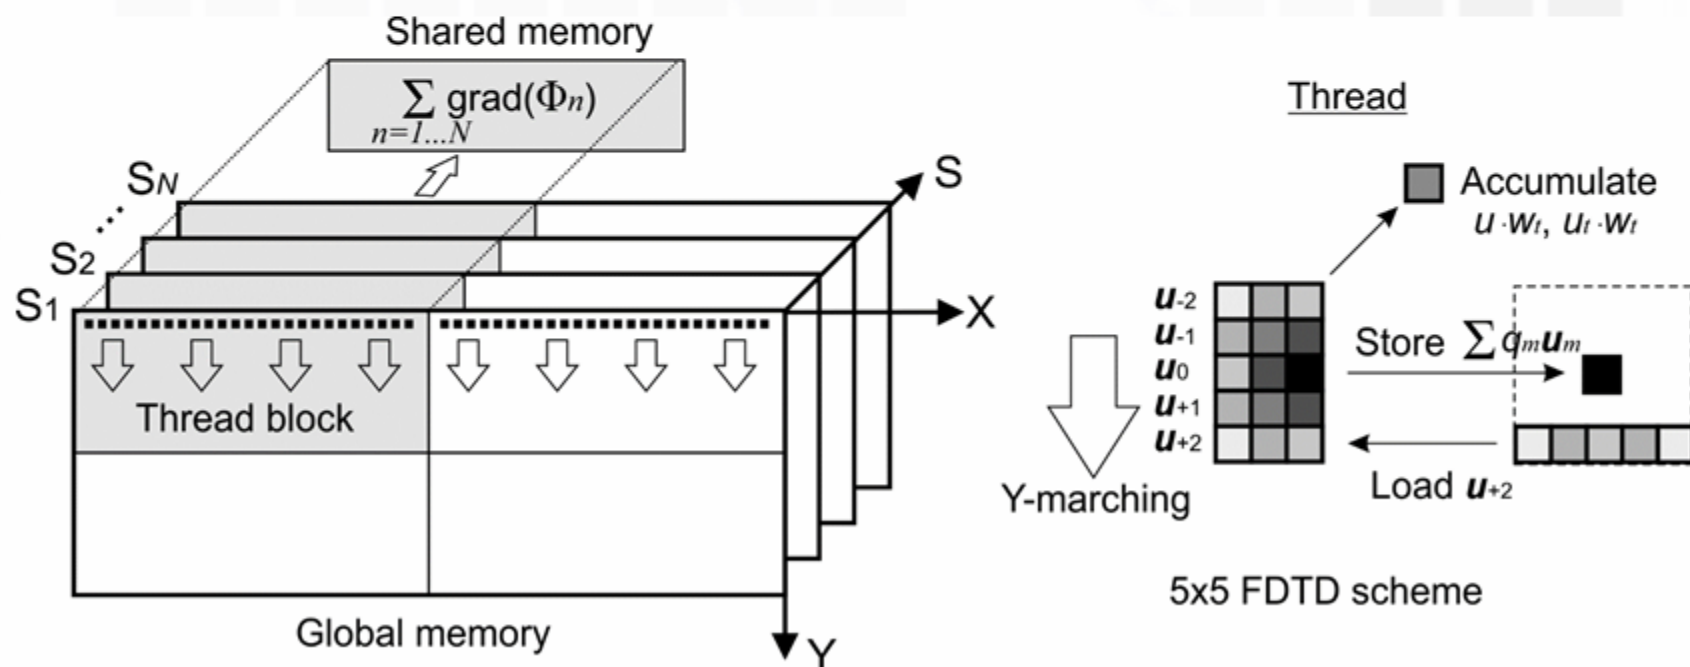 Shared memory
∑ grad(Φn)
n=1...N
SN
...
S2
S1
S
X
Thread block
Global memory
Y
Thread
Accumulate
u·wt, ut·wt
u-2
u-1
u0
u+1
u+2
Store ∑αmum
Load u+2
Y-marching
5x5 FDTD scheme